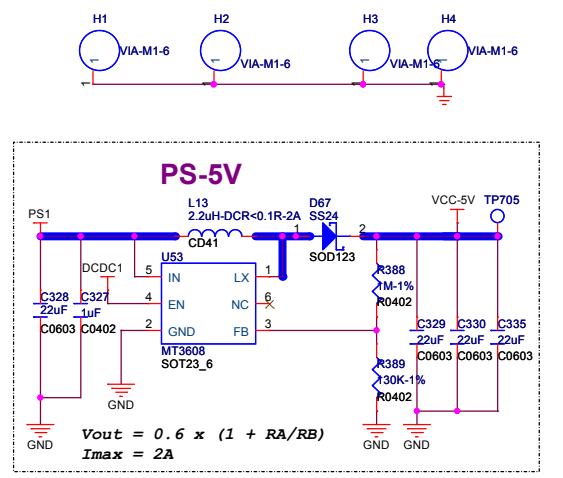 H1 H2 H3 H4
VIA-M1-6 VIA-M1-6 VIA-M1-6 VIA-M1-6
1 1 1 1
PS-5V
L13 D67 VCC-5V TP705
2.2uH-DCR<0.1R-2A SS24
PS1
1 2
CD41 SOD123
U53
DCDC1
5 IN LX 1
R388
1M-1%
R0402
C328 C327
22uF 1uF
C0603 C0402
4 EN NC 6
2 GND FB 3
C329 C330 C335
22uF 22uF 22uF
C0603 C0603 C0603
MT3608
SOT23_6
R389
130K-1%
R0402
GND
GND GND GND
Vout = 0.6 x (1 + RA/RB)
Imax = 2A